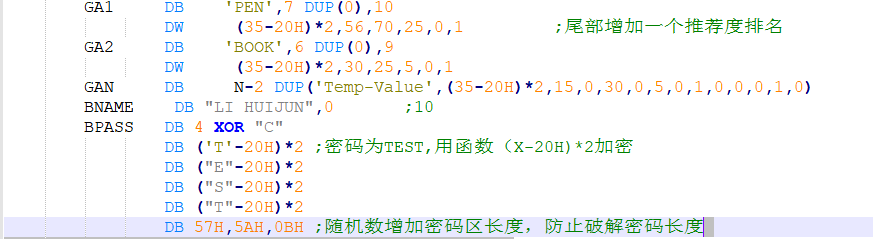 GA1 DB 'PEN',7 DUP(0),10
DW (35-20H)*2,56,70,25,0,1 ;尾部增加一个推荐度排名
GA2 DB 'BOOK',6 DUP(0),9
DW (35-20H)*2,30,25,5,0,1
GAN DB N-2 DUP('Temp-Value',(35-20H)*2,15,0,30,0,5,0,1,0,0,0,1,0)
BNAME DB "LI HUIJUN",0 ;10
BPASS DB 4 XOR "C"
DB ('T'-20H)*2 ;密码为TEST,用函数（X-20H)*2加密
DB ("E"-20H)*2
DB ("S"-20H)*2
DB ("T"-20H)*2
DB 57H,5AH,0BH ;随机数增加密码区长度，防止破解密码长度